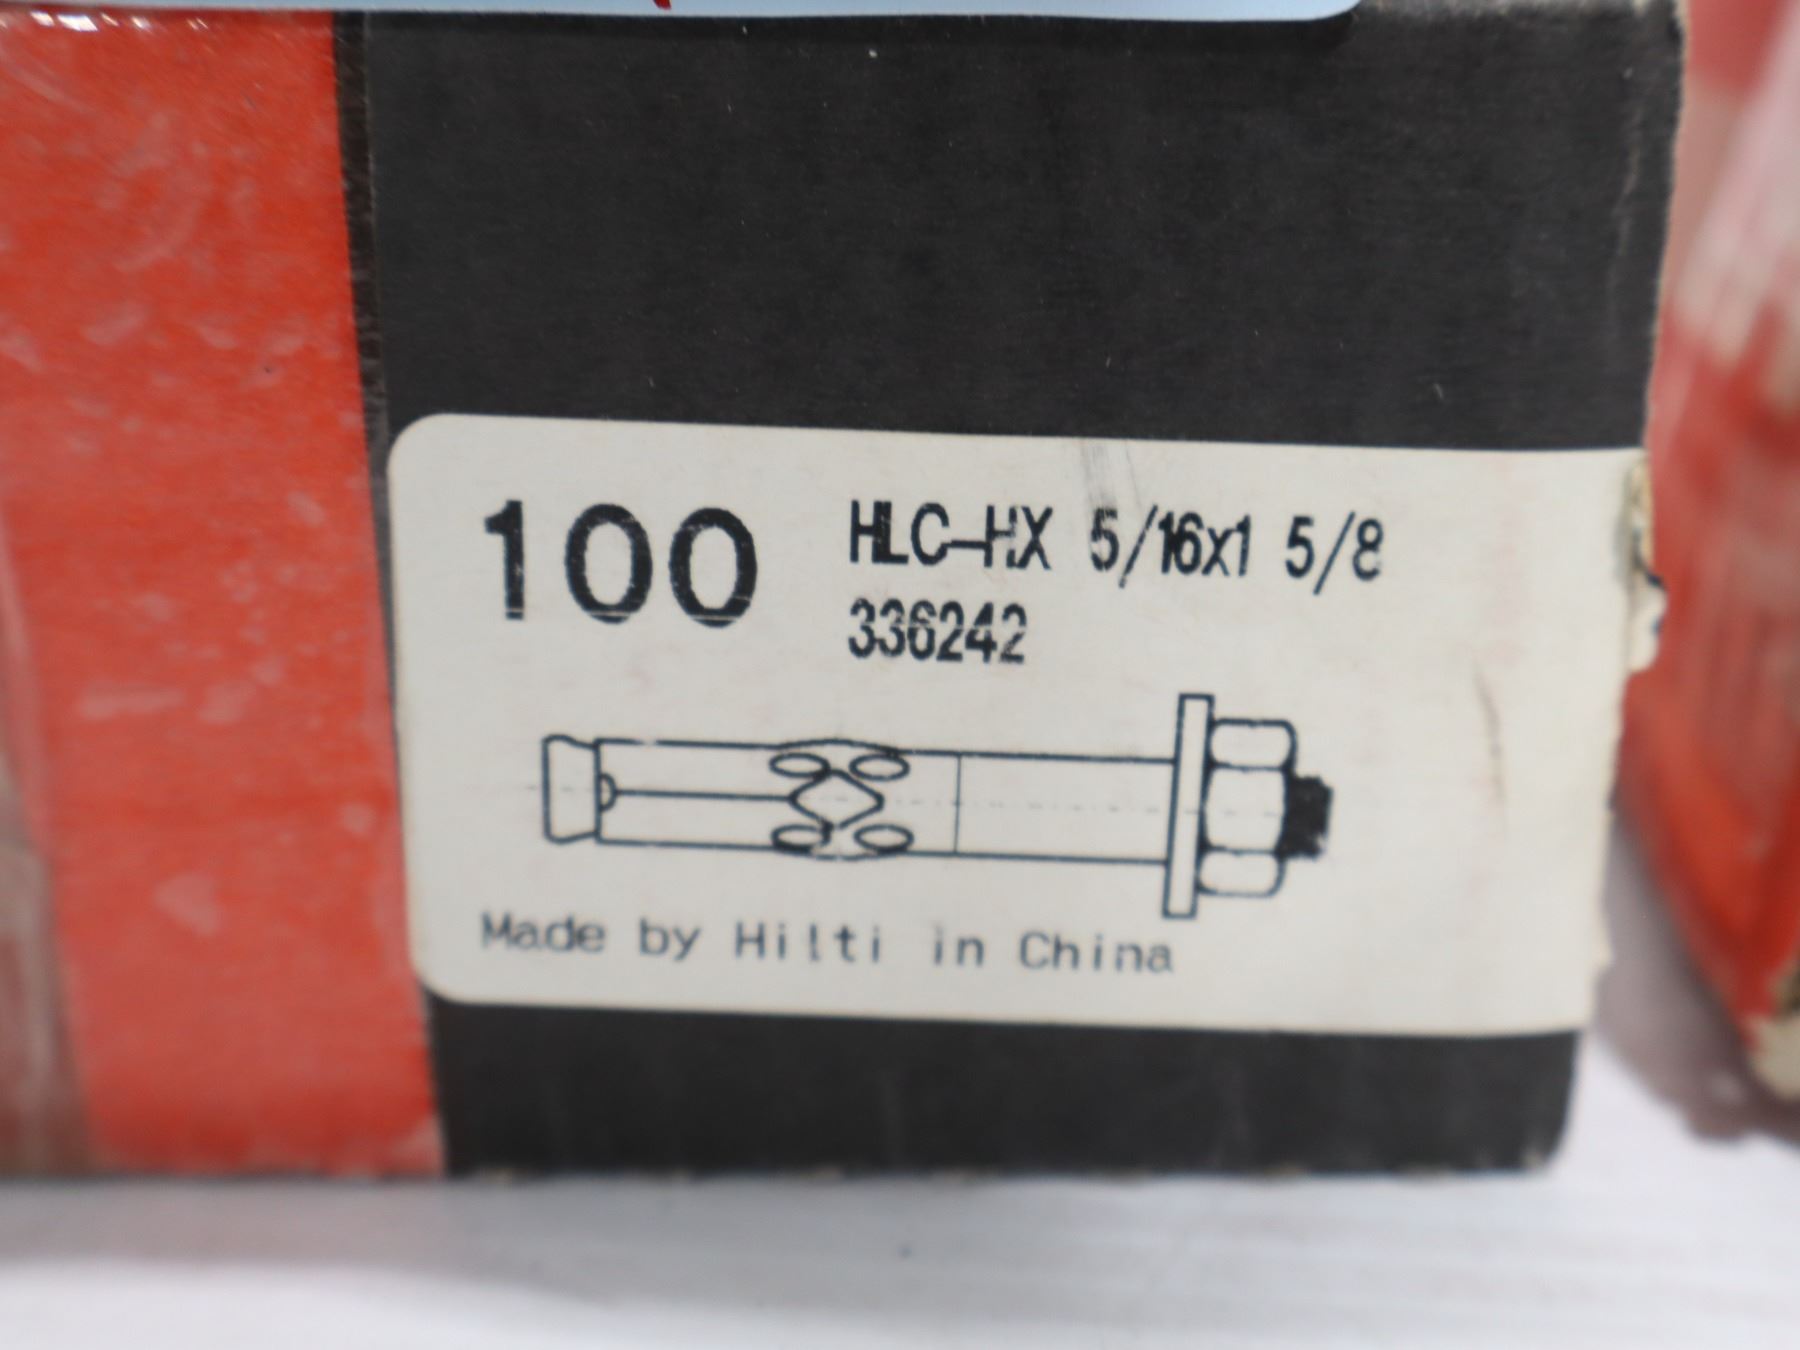 100 HLC-HX 5/16x1 5/8
336242
Made by Hilti in China